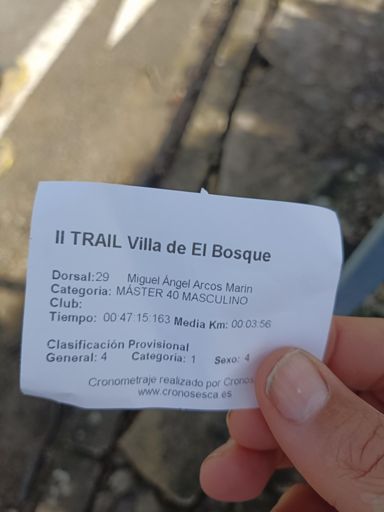 II TRAIL Villa de El Bosque
Dorsal:29 Miguel Ángel Arcos Marin
Categoria: MÁSTER 40 MASCULINO
Club:
Tiempo: 00:47:15:163 Media Km: 00:03:56
Clasificación Provisional
General: 4 Categoria: 1 Sexo: 4
Cronometraje realizado por
www.cronosesca.es